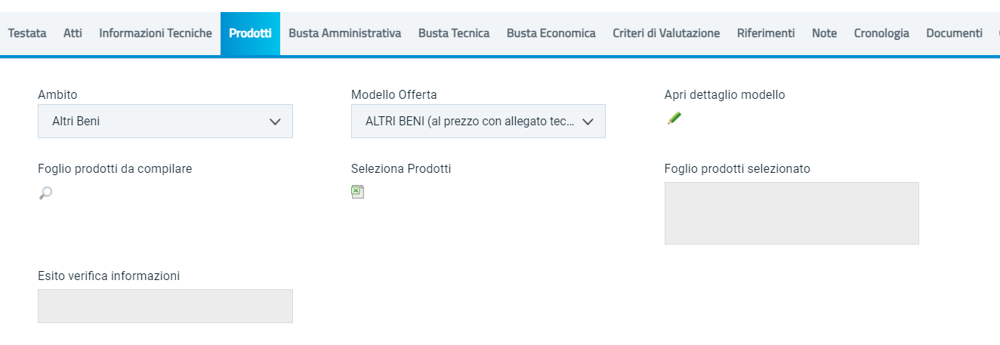 Testata Atti Informazioni Tecniche Prodotti Busta Amministrativa Busta Tecnica Busta Economica Criteri di Valutazione Riferimenti Note Cronologia Documenti
Ambito Modello Offerta Apri dettaglio modello
Altri Beni ALTRI BENI (al prezzo con allegato tec...
Foglio prodotti da compilare Seleziona Prodotti Foglio prodotti selezionato
Esito verifica informazioni